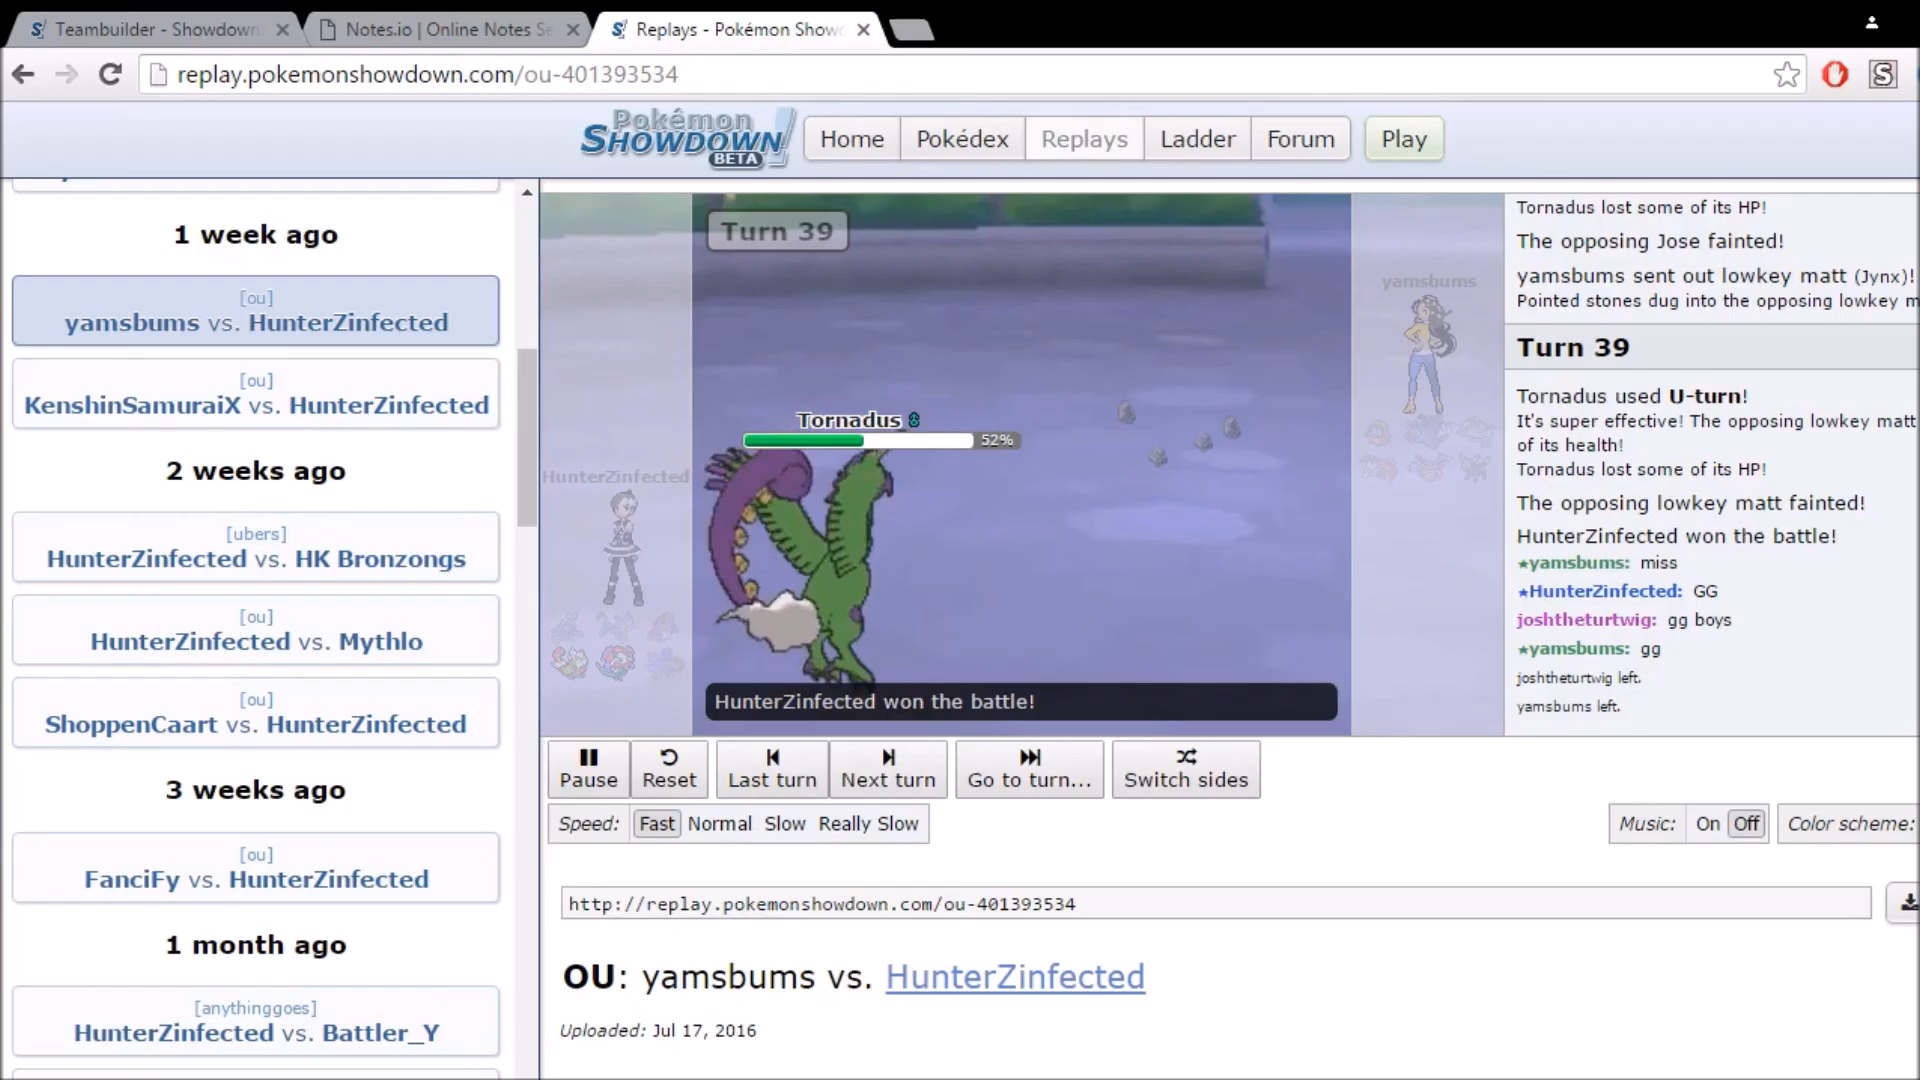 Teambuilder - Showdown
Notes.io | Online Notes Se
Replays - Pokémon Show
replay.pokemonshowdown.com/ou-401393534
Pokémon
SHOWDOWN!
BETA
Home
Pokédex
Replays
Ladder
Forum
Play
1 week ago
[ou]
yamsbums vs. HunterZinfected
[ou]
KenshinSamuraiX vs. HunterZinfected
2 weeks ago
[ubers]
HunterZinfected vs. HK Bronzongs
[ou]
HunterZinfected vs. Mythlo
[ou]
ShoppenCaart vs. HunterZinfected
3 weeks ago
[ou]
FanciFy vs. HunterZinfected
1 month ago
[anythinggoes]
HunterZinfected vs. Battler_Y
Turn 39
yamsbums
Tornadus
52%
HunterZinfected
HunterZinfected won the battle!
Tornadus lost some of its HP!
The opposing Jose fainted!
yamsbums sent out lowkey matt (Jynx)!
Pointed stones dug into the opposing lowkey m
Turn 39
Tornadus used U-turn!
It's super effective! The opposing lowkey matt
of its health!
Tornadus lost some of its HP!
The opposing lowkey matt fainted!
HunterZinfected won the battle!
★yamsbums: miss
★HunterZinfected: GG
joshtheturtwig: gg boys
★yamsbums: gg
joshtheturtwig left.
yamsbums left.
Pause
Reset
Last turn
Next turn
Go to turn...
Switch sides
Speed: Fast Normal Slow Really Slow
Music: On Off
Color scheme:
http://replay.pokemonshowdown.com/ou-401393534
OU: yamsbums vs. HunterZinfected
Uploaded: Jul 17, 2016